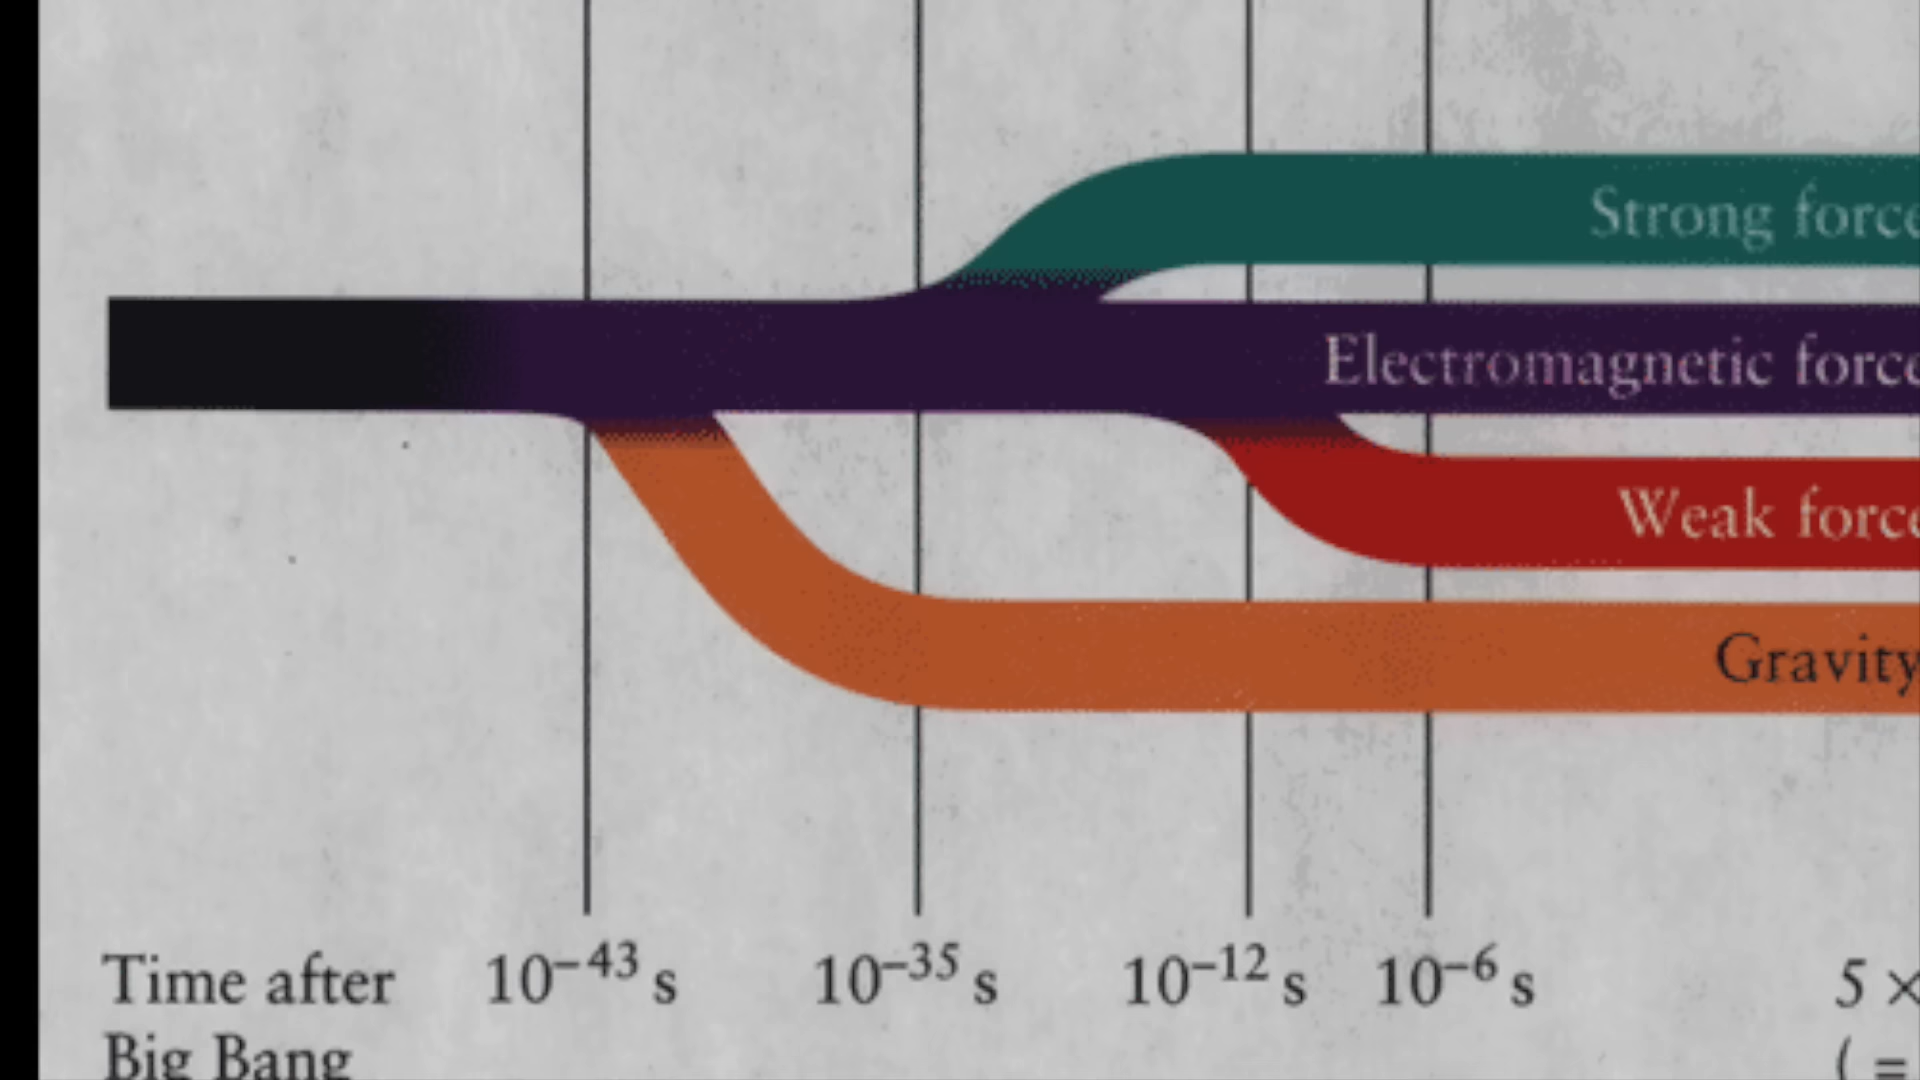 Strong force
Electromagnetic force
Weak force
Gravity
Time after 10⁻⁴³ s 10⁻³⁵ s 10⁻¹² s 10⁻⁶ s 5 ×
Big Bang ( =